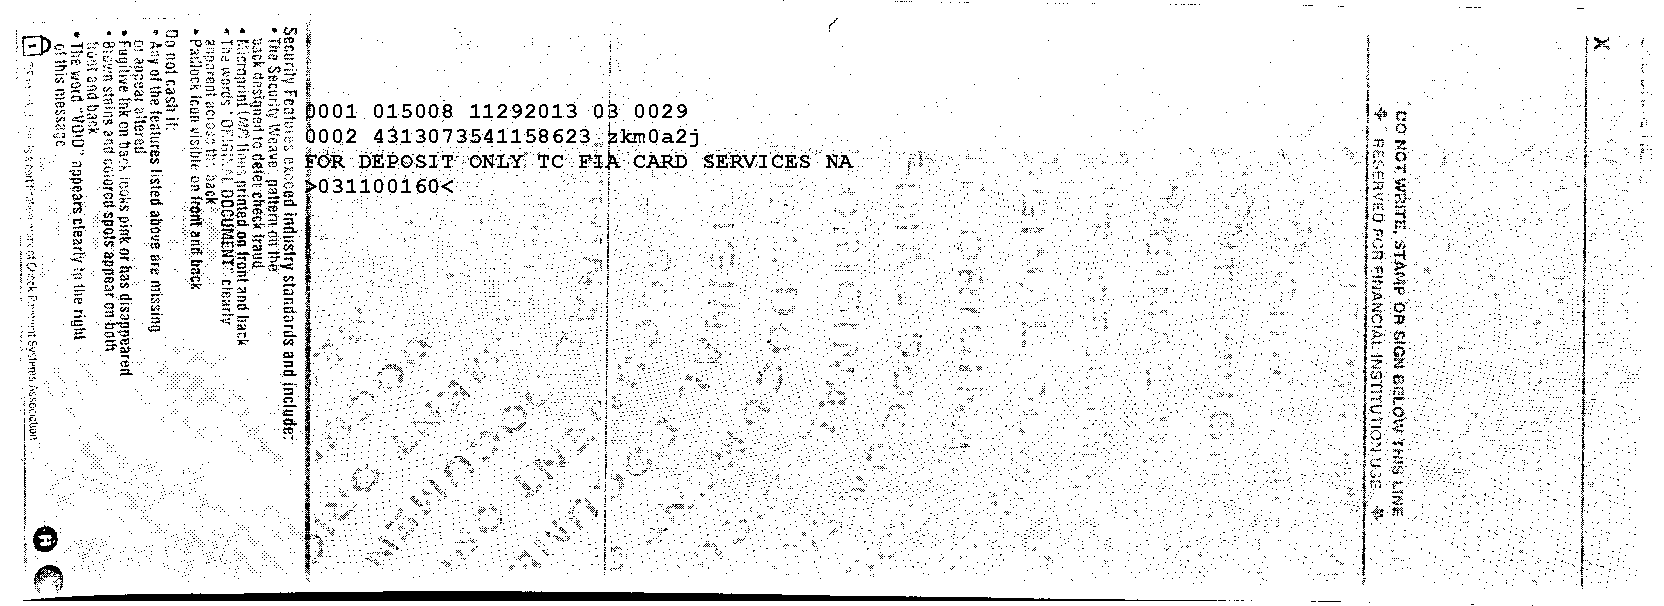 0001 015008 11292013 03 0029
0002 4313073541158623 zkm0a2j
FOR DEPOSIT ONLY TC FIA CARD SERVICES NA
>031100160<
Security Features exceed industry standards and include:
• The Security Weave pattern on the
back designed to deter check fraud
• Microprint (MP) lines printed on front and back
• The words "ORIGINAL DOCUMENT" clearly
apparent across the back
• Padlock icon visible on front and back
Do not cash if:
• Any of the features listed above are missing
or appear altered
• Fugitive ink on back looks pink or has disappeared
• Brown stains and colored spots appear on both
front and back
• The word "VOID" appears clearly to the right
of this message
Check Payment Systems Association
DO NOT WRITE, STAMP OR SIGN BELOW THIS LINE
RESERVED FOR FINANCIAL INSTITUTION USE
X